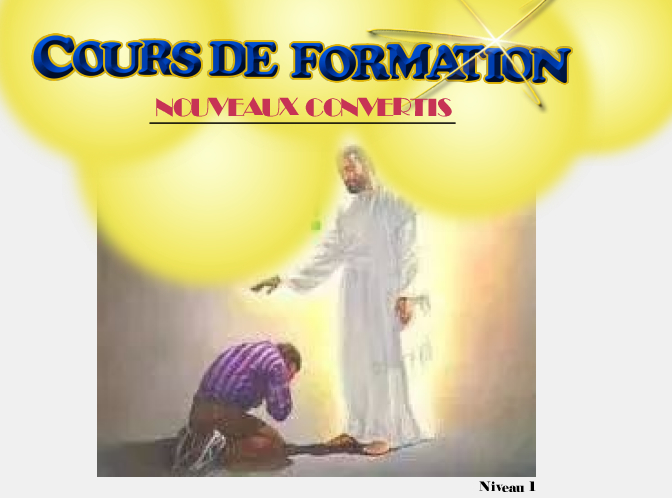 COURS DE FORMATION
NOUVEAUX CONVERTIS
Niveau 1